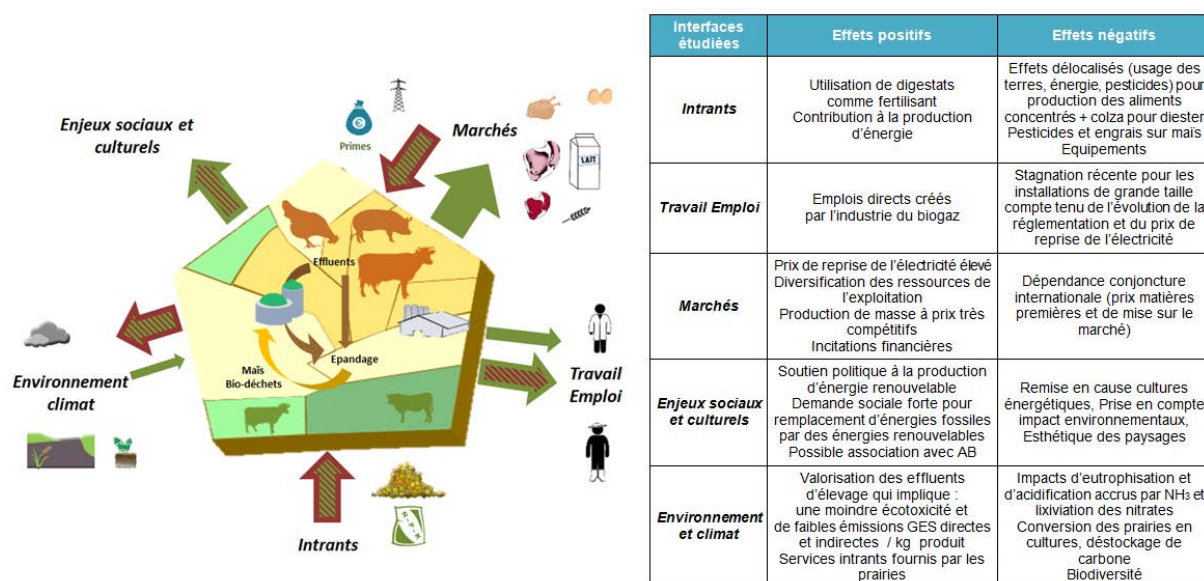 Enjeux sociaux et
culturels
Primes
Marchés
LAIT
Effluents
Maïs
Bio-déchets
Epandage
Environnement
climat
Travail
Emploi
Intrants
N-P-K
Interfaces
étudiées
Effets positifs
Effets négatifs
Intrants
Utilisation de digestats
comme fertilisant
Contribution à la production
d'énergie
Effets délocalisés (usage des
terres, énergie, pesticides) pour
production des aliments
concentrés + colza pour diester
Pesticides et engrais sur maïs
Equipements
Travail Emploi
Emplois directs créés
par l'industrie du biogaz
Stagnation récente pour les
installations de grande taille
compte tenu de l'évolution de la
réglementation et du prix de
reprise de l'électricité
Marchés
Prix de reprise de l'électricité élevé
Diversification des ressources de
l'exploitation
Production de masse à prix très
compétitifs
Incitations financières
Dépendance conjoncture
internationale (prix matières
premières et de mise sur le
marché)
Enjeux sociaux
et culturels
Soutien politique à la production
d'énergie renouvelable
Demande sociale forte pour
remplacement d'énergies fossiles
par des énergies renouvelables
Possible association avec AB
Remise en cause cultures
énergétiques, Prise en compte
impact environnementaux,
Esthétique des paysages
Environnement
et climat
Valorisation des effluents
d'élevage qui implique :
une moindre écotoxicité et
de faibles émissions GES directes
et indirectes / kg produit
Services intrants fournis par les
prairies
Impacts d'eutrophisation et
d'acidification accrus par NH3 et
lixiviation des nitrates
Conversion des prairies en
cultures, déstockage de
carbone
Biodiversité